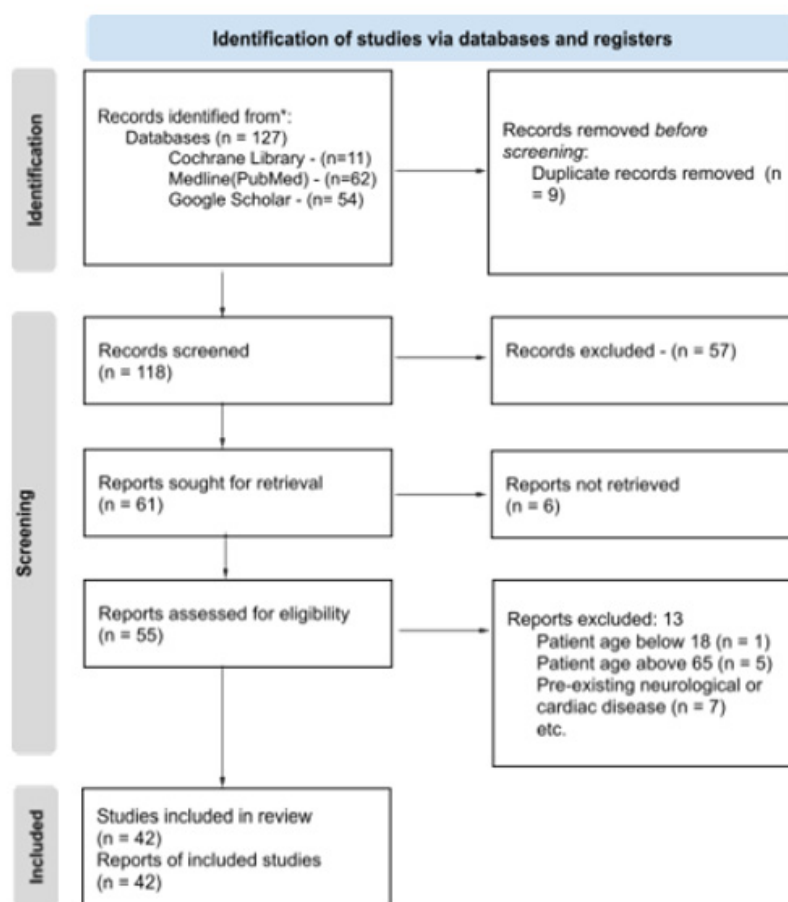 Identification of studies via databases and registers
Identification
Records identified from*:
Databases (n = 127)
Cochrane Library - (n=11)
Medline(PubMed) - (n=62)
Google Scholar - (n= 54)
Records removed before
screening:
Duplicate records removed (n
= 9)
Screening
Records screened
(n = 118)
Records excluded - (n = 57)
Reports sought for retrieval
(n = 61)
Reports not retrieved
(n = 6)
Reports assessed for eligibility
(n = 55)
Reports excluded: 13
Patient age below 18 (n = 1)
Patient age above 65 (n = 5)
Pre-existing neurological or
cardiac disease (n = 7)
etc.
Included
Studies included in review
(n = 42)
Reports of included studies
(n = 42)